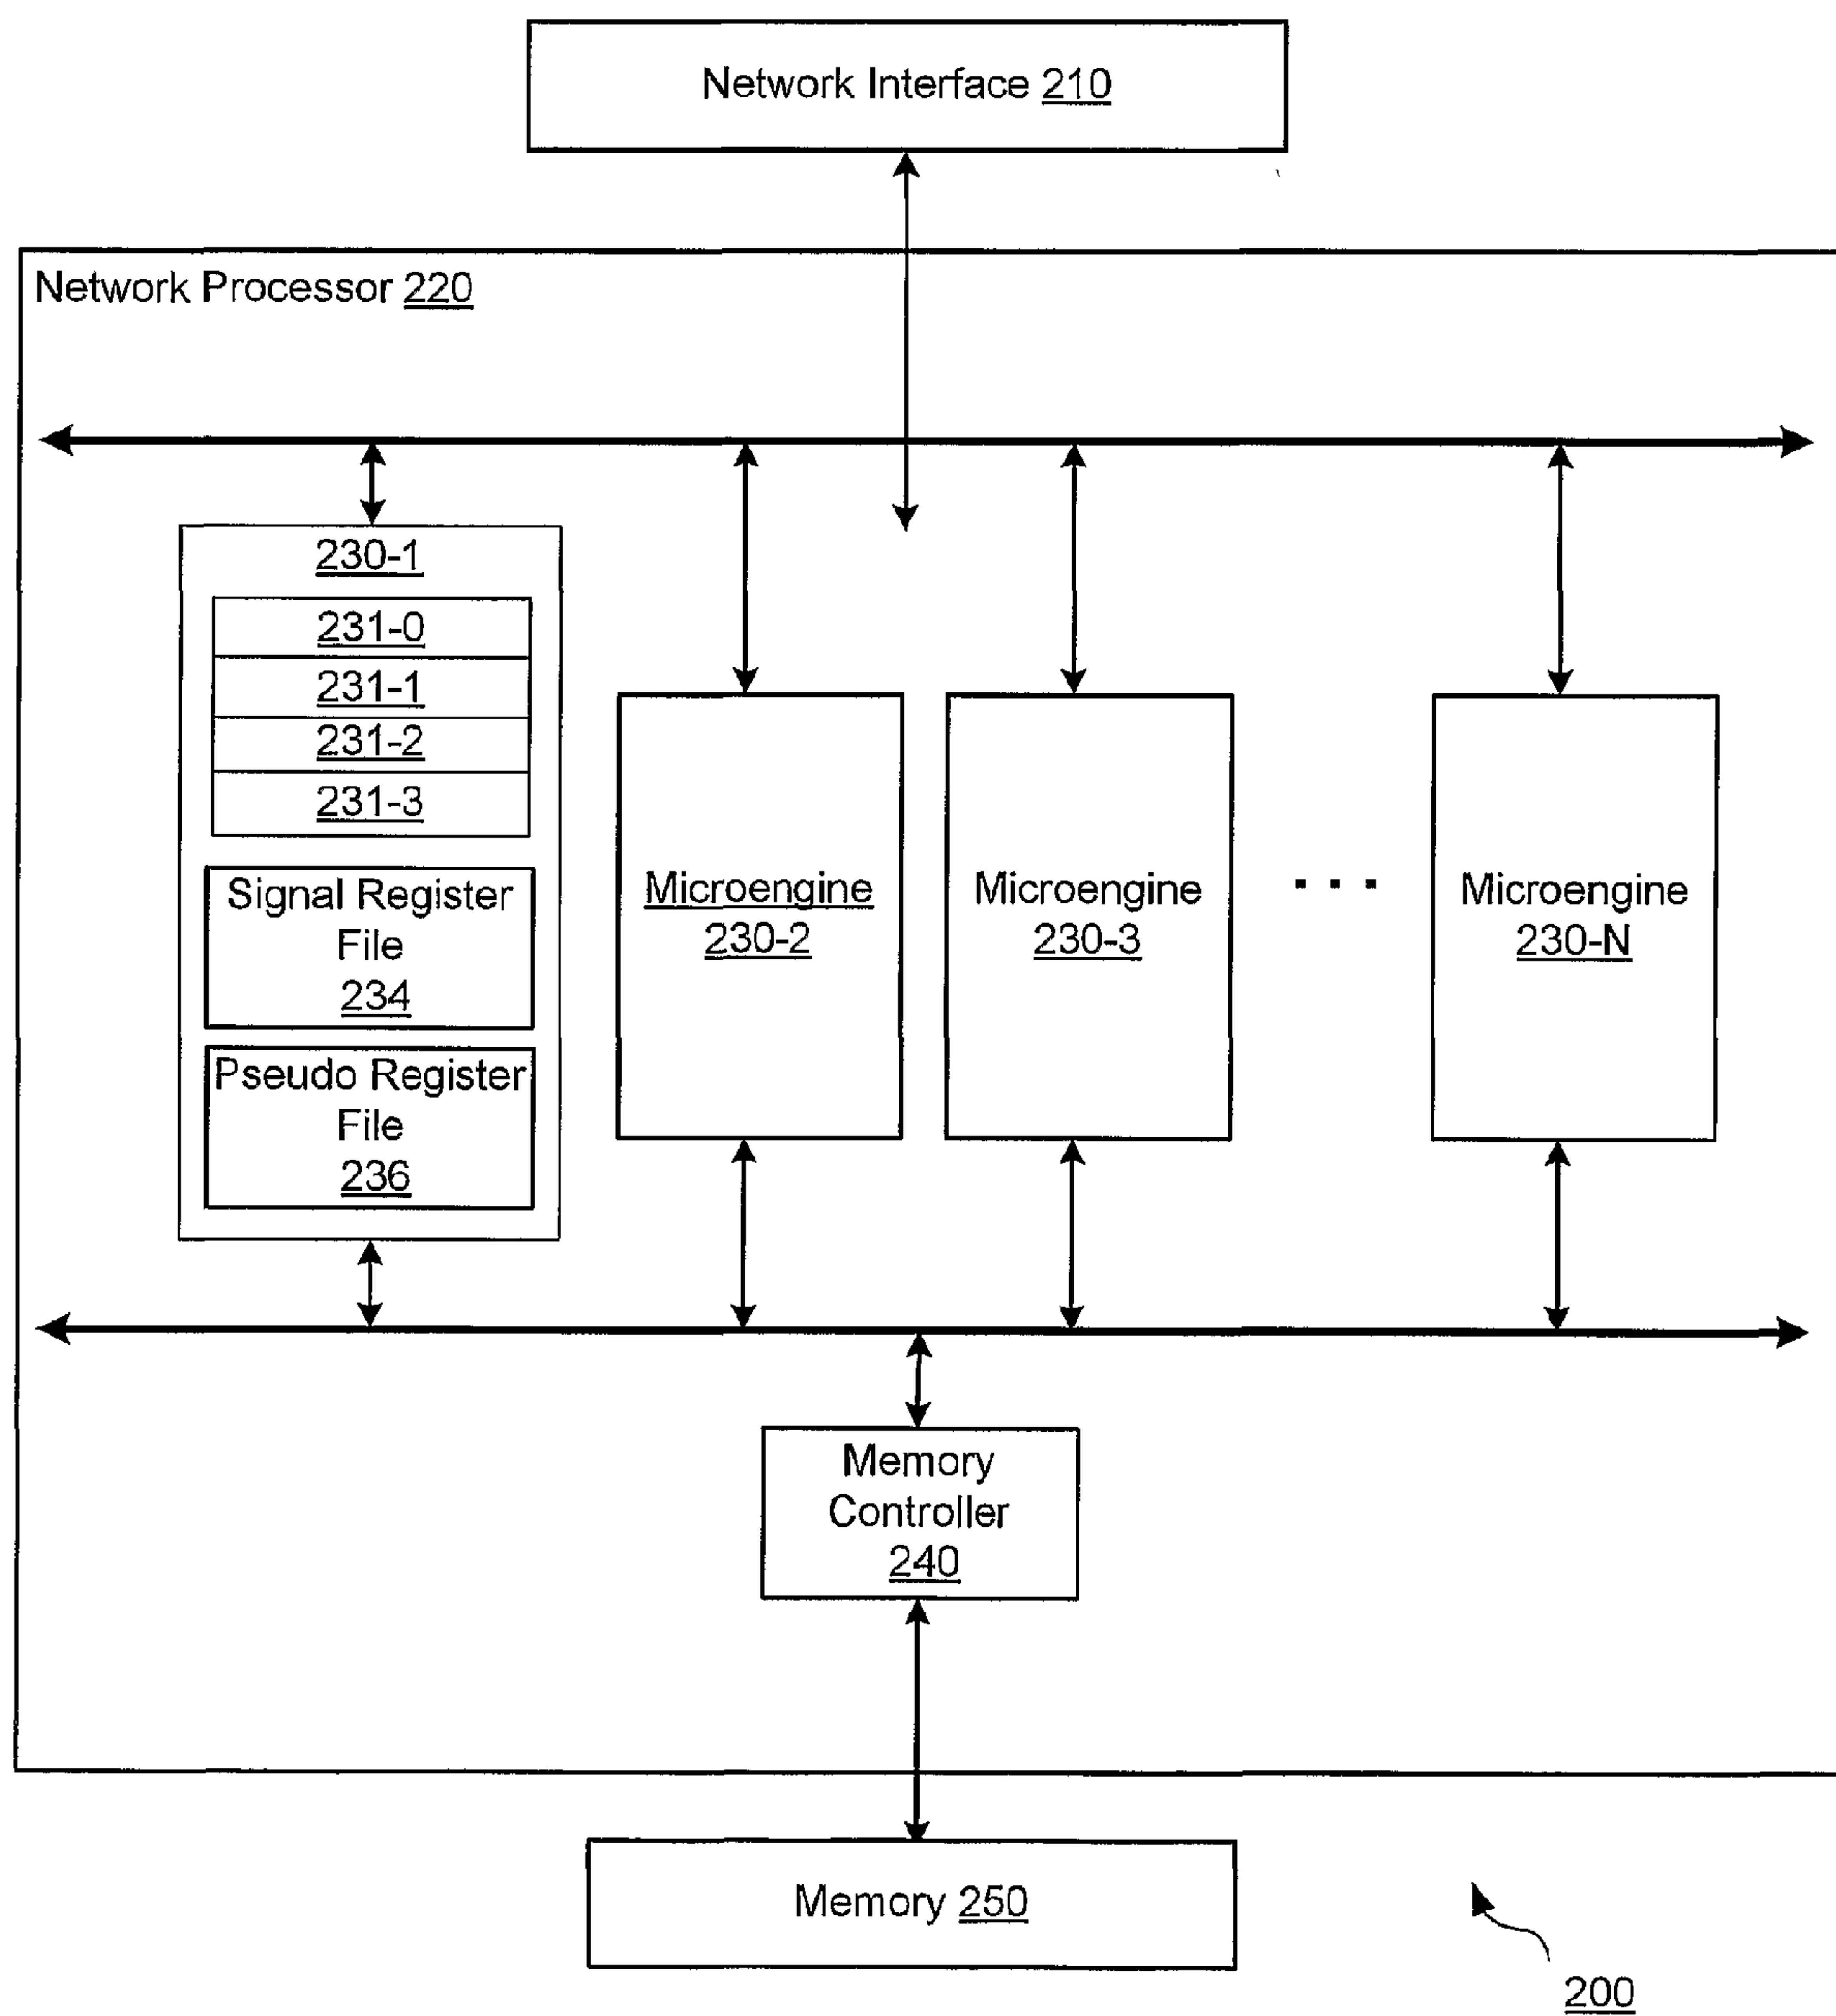 Network Interface 210
Network Processor 220
230-1
231-0
231-1
231-2
231-3
Signal Register
File
234
Pseudo Register
File
236
Microengine
230-2
Microengine
230-3
. . .
Microengine
230-N
Memory
Controller
240
Memory 250
200